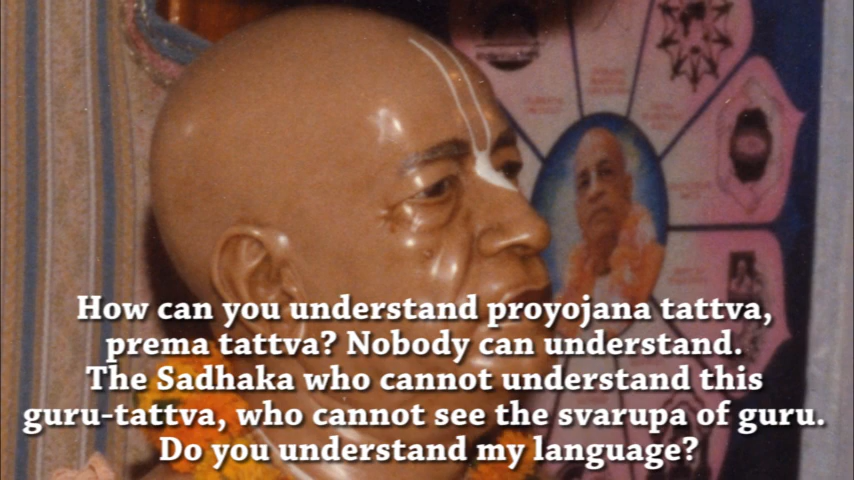 How can you understand proyojana tattva,
prema tattva? Nobody can understand.
The Sadhaka who cannot understand this
guru-tattva, who cannot see the svarupa of guru.
Do you understand my language?